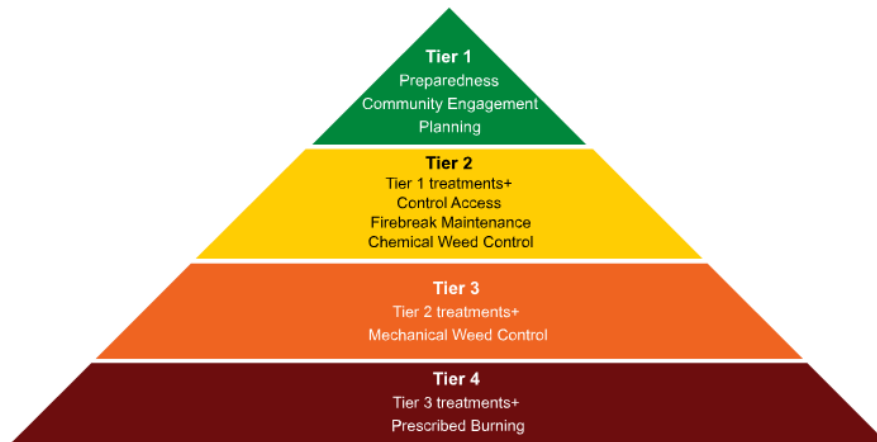 Tier 1
Preparedness
Community Engagement
Planning
Tier 2
Tier 1 treatments+
Control Access
Firebreak Maintenance
Chemical Weed Control
Tier 3
Tier 2 treatments+
Mechanical Weed Control
Tier 4
Tier 3 treatments+
Prescribed Burning